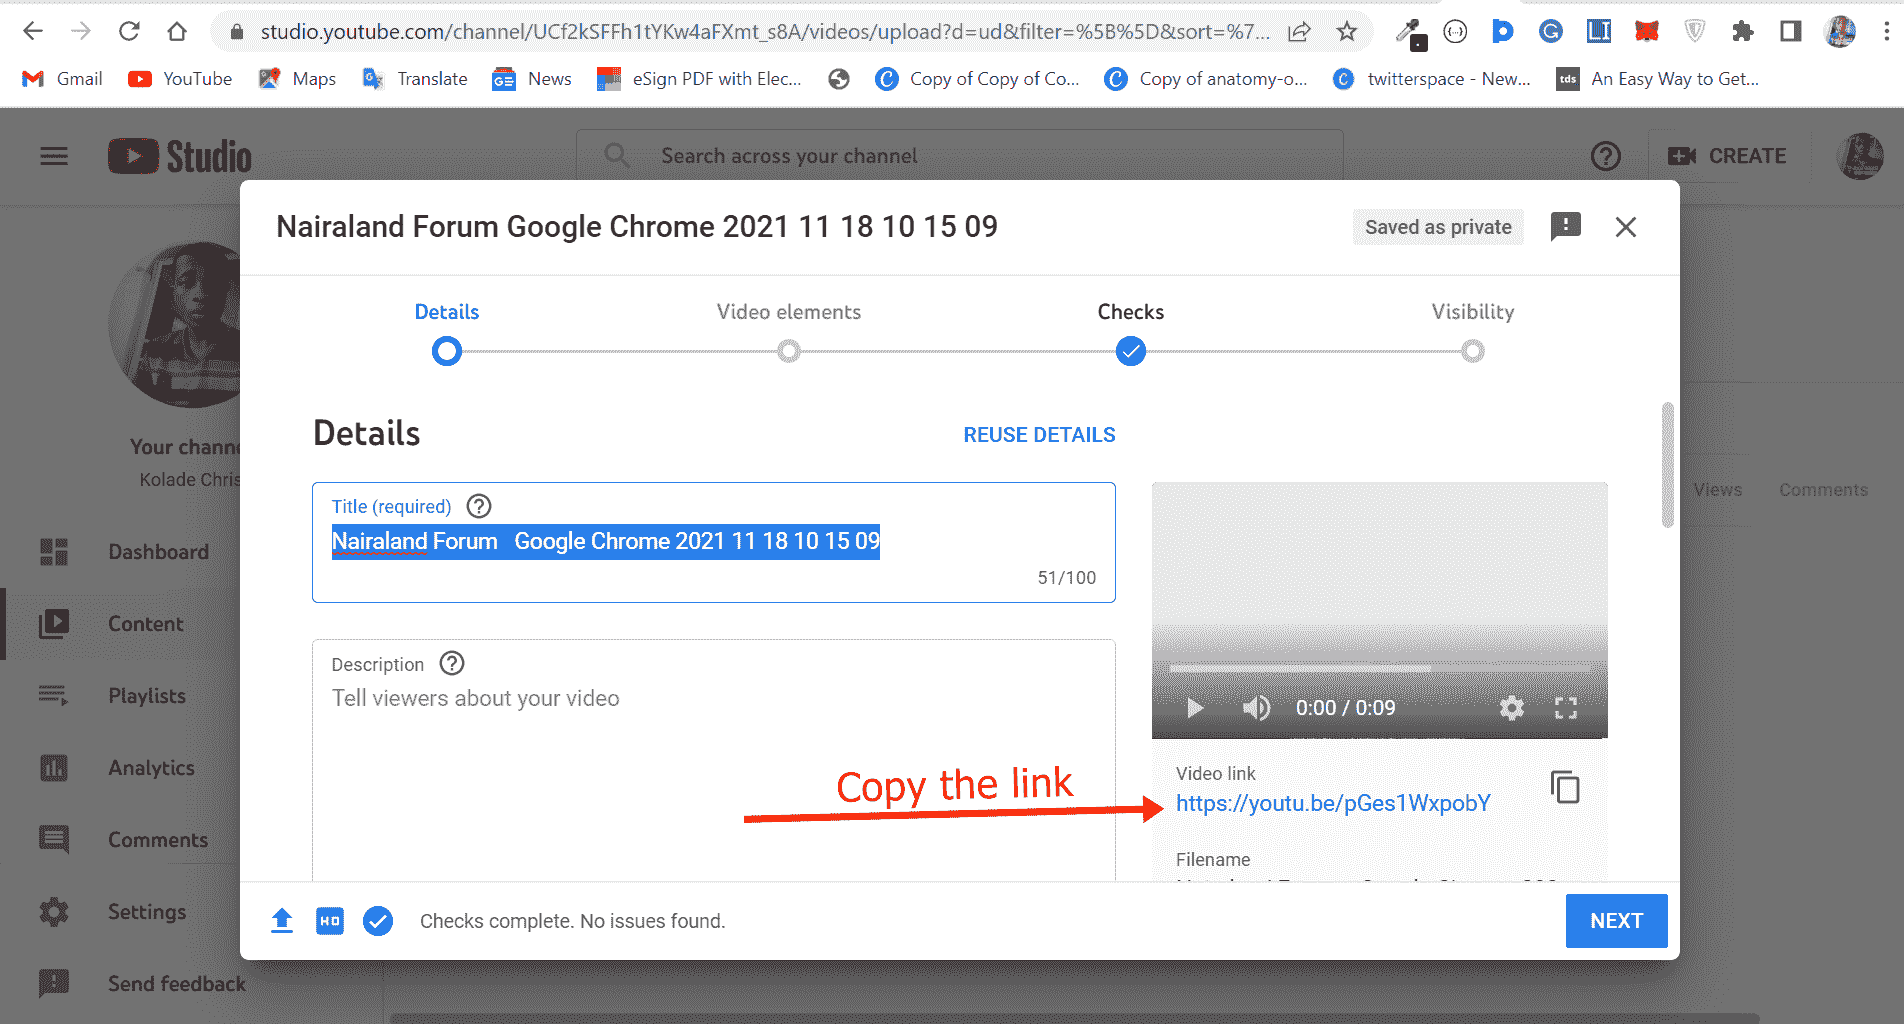 studio.youtube.com/channel/UCf2kSFFh1tYKw4aFXmt_s8A/videos/upload?d=ud&filter=%5B%5D&sort=%7...
Gmail YouTube Maps Translate News eSign PDF with Elec... Copy of Copy of Co... Copy of anatomy-o... twitterspace - New... tds An Easy Way to Get...
Studio
Search across your channel
CREATE
Nairaland Forum Google Chrome 2021 11 18 10 15 09
Saved as private
Details Video elements Checks Visibility
Details
REUSE DETAILS
Title (required)
Nairaland Forum Google Chrome 2021 11 18 10 15 09
51/100
Description
Tell viewers about your video
0:00 / 0:09
Copy the link
Video link
https://youtu.be/pGes1WxpobY
Filename
HD
Checks complete. No issues found.
NEXT
Your channe
Kolade Chris
Dashboard
Content
Playlists
Analytics
Comments
Settings
Send feedback
Views Comments